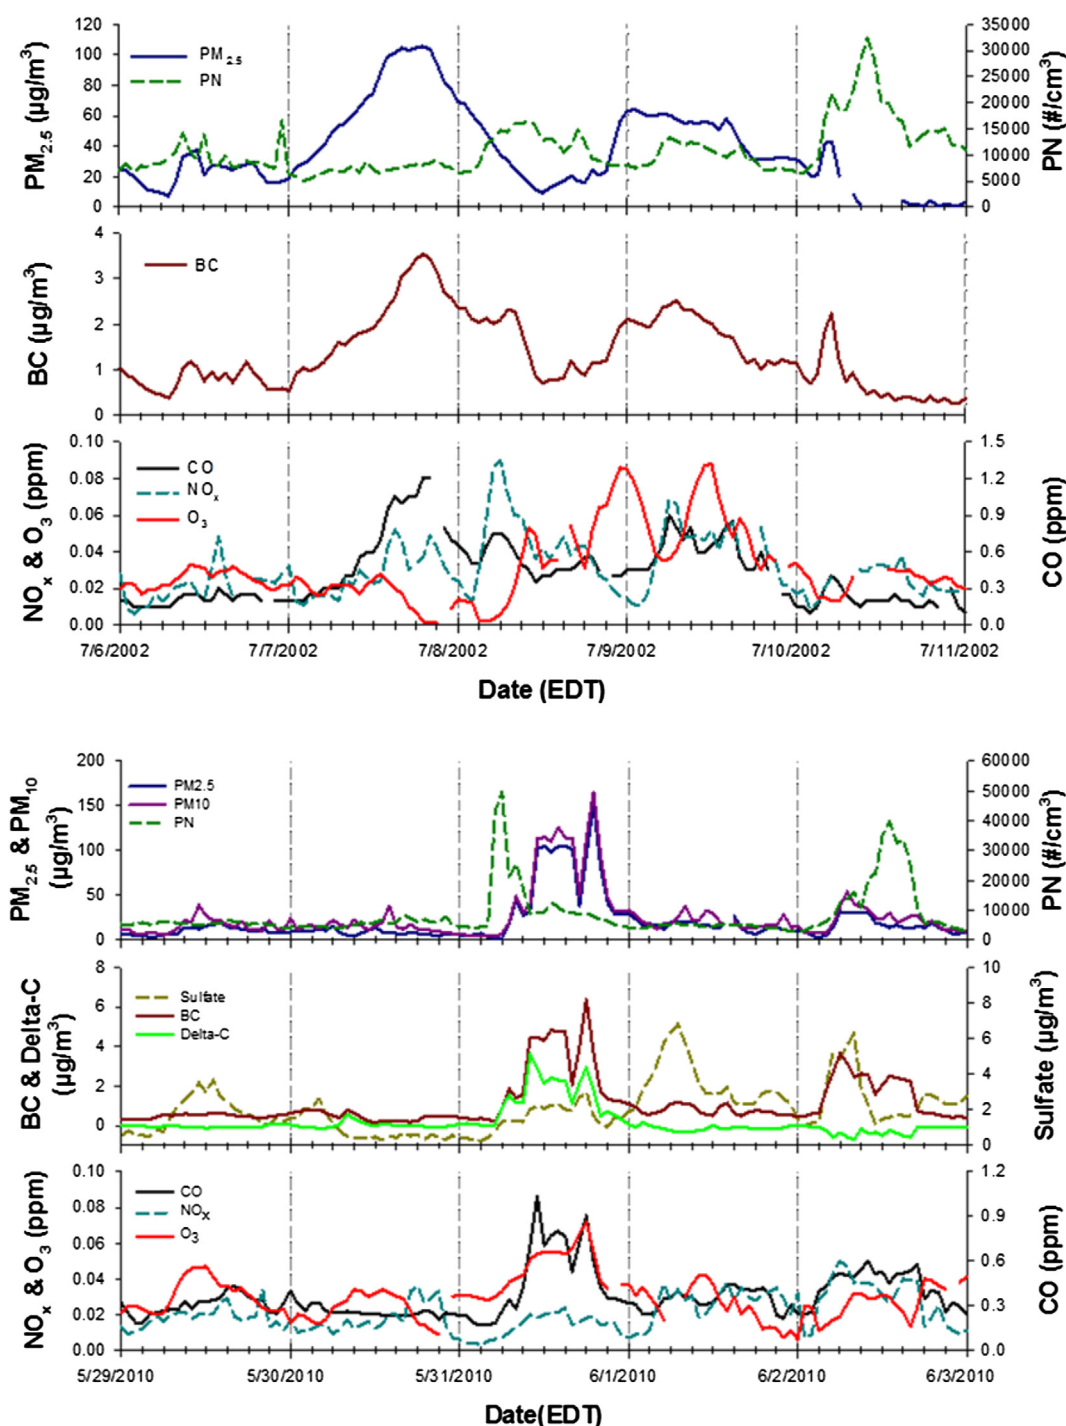 PM2.5 (µg/m3)
120
100
80
60
40
20
0
PM2.5
PN
35000
30000
25000
20000
15000
10000
5000
0
PN (#/cm3)
BC (µg/m3)
4
3
2
1
0
BC
NOx & O3 (ppm)
0.10
0.08
0.06
0.04
0.02
0.00
CO
NOx
O3
1.5
1.2
0.9
0.6
0.3
0.0
CO (ppm)
7/6/2002 7/7/2002 7/8/2002 7/9/2002 7/10/2002 7/11/2002
Date (EDT)
PM2.5 & PM10
(µg/m3)
200
150
100
50
0
PM2.5
PM10
PN
60000
50000
40000
30000
20000
10000
0
PN (#/cm3)
BC & Delta-C
(µg/m3)
8
6
4
2
0
Sulfate
BC
Delta-C
10
8
6
4
2
0
Sulfate (µg/m3)
NOx & O3 (ppm)
0.10
0.08
0.06
0.04
0.02
0.00
CO
NOx
O3
1.2
0.9
0.6
0.3
0.0
CO (ppm)
5/29/2010 5/30/2010 5/31/2010 6/1/2010 6/2/2010 6/3/2010
Date(EDT)